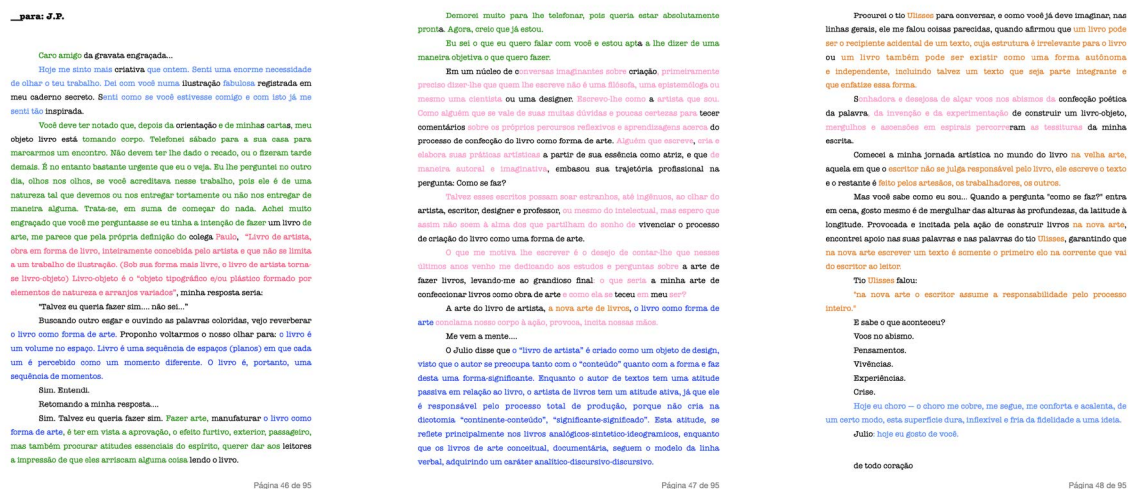 __para: J.P.
Caro amigo da gravata engraçada...
Hoje me sinto mais criativa que ontem. Senti uma enorme necessidade
de olhar o teu trabalho. Dei com você numa ilustração fabulosa registrada em
meu caderno secreto. Senti como se você estivesse comigo e com isto já me
senti tão inspirada.
Você deve ter notado que, depois da orientação e de minhas cartas, meu
objeto livro está tomando corpo. Telefonei sábado para a sua casa para
marcarmos um encontro. Não devem ter lhe dado o recado, ou o fizeram tarde
demais. É no entanto bastante urgente que eu o veja. Eu lhe perguntei no outro
dia, olhos nos olhos, se você acreditava nesse trabalho, pois ele é de uma
natureza tal que devemos ou nos entregar tortamente ou não nos entregar de
maneira alguma. Trata-se, em suma de começar do nada. Achei muito
engraçado que você me perguntasse se eu tinha a intenção de fazer um livro de
arte, me parece que pela própria definição do colega Paulo, "Livro de artista,
obra em forma de livro, inteiramente concebida pelo artista e que não se limita
a um trabalho de ilustração. (Sob sua forma mais livre, o livro de artista torna-
se livro-objeto) Livro-objeto é o "objeto tipográfico e/ou plástico formado por
elementos de natureza e arranjos variados", minha resposta seria:
"Talvez eu queria fazer sim.... não sei..."
Buscando outro esgar e ouvindo as palavras coloridas, vejo reverberar
o livro como forma de arte. Proponho voltarmos o nosso olhar para: o livro é
um volume no espaço. Livro é uma sequência de espaços (planos) em que cada
um é percebido como um momento diferente. O livro é, portanto, uma
sequência de momentos.
Sim. Entendi.
Retomando a minha resposta....
Sim. Talvez eu queria fazer sim. Fazer arte, manufaturar o livro como
forma de arte, é ter em vista a aprovação, o efeito furtivo, exterior, passageiro,
mas também procurar atitudes essenciais do espírito, querer dar aos leitores
a impressão de que eles arriscam alguma coisa lendo o livro.
Página 46 de 95
Demorei muito para lhe telefonar, pois queria estar absolutamente
pronta. Agora, creio que já estou.
Eu sei o que eu quero falar com você e estou apta a lhe dizer de uma
maneira objetiva o que quero fazer.
Em um núcleo de conversas imaginantes sobre criação, primeiramente
preciso dizer-lhe que quem lhe escreve não é uma filósofa, uma epistemóloga ou
mesmo uma cientista ou uma designer. Escrevo-lhe como a artista que sou.
Como alguém que se vale de suas muitas dúvidas e poucas certezas para tecer
comentários sobre os próprios percursos reflexivos e aprendizagens acerca do
processo de confecção do livro como forma de arte. Alguém que escreve, cria e
elabora suas práticas artísticas a partir de sua essência como atriz, e que de
maneira autoral e imaginativa, embasou sua trajetória profissional na
pergunta: Como se faz?
Talvez esses escritos possam soar estranhos, até ingênuos, ao olhar do
artista, escritor, designer e professor, ou mesmo do intelectual, mas espero que
assim não soem à alma dos que partilham do sonho de vivenciar o processo
de criação do livro como uma forma de arte.
O que me motiva lhe escrever é o desejo de contar-lhe que nesses
últimos anos venho me dedicando aos estudos e perguntas sobre a arte de
fazer livros, levando-me ao grandioso final: o que seria a minha arte de
confeccionar livros como obra de arte e como ela se teceu em meu ser?
A arte do livro de artista, a nova arte de livros, o livro como forma de
arte conclama nosso corpo à ação, provoca, incita nossas mãos.
Me vem a mente....
O Julio disse que o "livro de artista" é criado como um objeto de design,
visto que o autor se preocupa tanto com o "conteúdo" quanto com a forma e faz
desta uma forma-significante. Enquanto o autor de textos tem uma atitude
passiva em relação ao livro, o artista de livros tem um atitude ativa, já que ele
é responsável pelo processo total de produção, porque não cria na
dicotomia "continente-conteúdo", "significante-significado". Esta atitude, se
reflete principalmente nos livros analógicos-sintetico-ideogramicos, enquanto
que os livros de arte conceitual, documentária, seguem o modelo da linha
verbal, adquirindo um caráter analítico-discursivo-discursivo.
Página 47 de 95
Procurei o tio Ulisses para conversar, e como você já deve imaginar, nas
linhas gerais, ele me falou coisas parecidas, quando afirmou que um livro pode
ser o recipiente acidental de um texto, cuja estrutura é irrelevante para o livro
ou um livro também pode ser existir como uma forma autônoma
e independente, incluindo talvez um texto que seja parte integrante e
que enfatize essa forma.
Sonhadora e desejosa de alçar voos nos abismos da confecção poética
da palavra, da invenção e da experimentação de construir um livro-objeto,
mergulhos e ascensões em espirais percorreram as tessituras da minha
escrita.
Comecei a minha jornada artística no mundo do livro na velha arte,
aquela em que o escritor não se julga responsável pelo livro, ele escreve o texto
e o restante é feito pelos artesãos, os trabalhadores, os outros.
Mas você sabe como eu sou... Quando a pergunta "como se faz?" entra
em cena, gosto mesmo é de mergulhar das alturas às profundezas, da latitude à
longitude. Provocada e incitada pela ação de construir livros na nova arte,
encontrei apoio nas suas palavras e nas palavras do tio Ulisses, garantindo que
na nova arte escrever um texto é somente o primeiro elo na corrente que vai
do escritor ao leitor.
Tio Ulisses falou:
"na nova arte o escritor assume a responsabilidade pelo processo
inteiro."
E sabe o que aconteceu?
Voos no abismo.
Pensamentos.
Vivências.
Experiências.
Crise.
Hoje eu choro — o choro me cobre, me segue, me conforta e acalenta, de
um certo modo, esta superfície dura, inflexível e fria da fidelidade a uma ideia.
Julio: hoje eu gosto de você.
de todo coração
Página 48 de 95